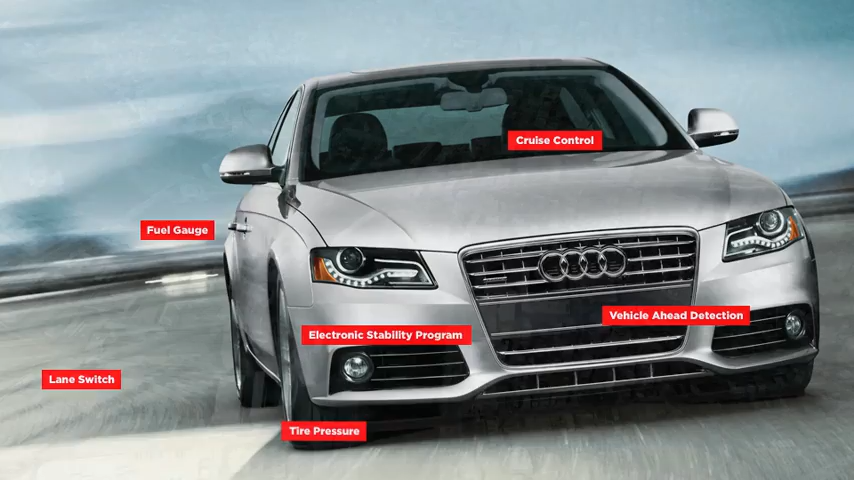 Cruise Control
Fuel Gauge
Vehicle Ahead Detection
Electronic Stability Program
Lane Switch
Tire Pressure